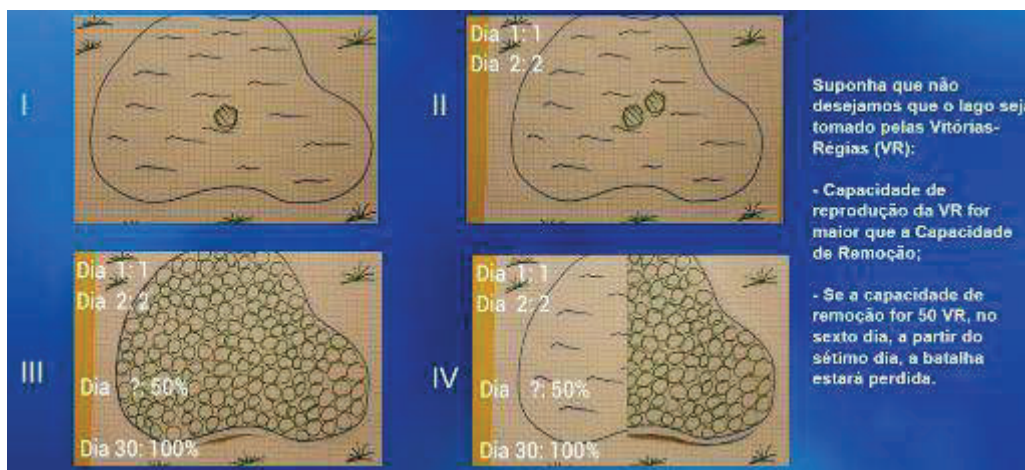 I
II
Dia 1: 1
Dia 2: 2
III
Dia 1: 1
Dia 2: 2
Dia ?: 50%
Dia 30: 100%
IV
Dia 1: 1
Dia 2: 2
Dia ?: 50%
Dia 30: 100%
Suponha que não
desejamos que o lago seja
tomado pelas Vitórias-
Régias (VR):
- Capacidade de
reprodução da VR for
maior que a Capacidade
de Remoção;
- Se a capacidade de
remoção for 50 VR, no
sexto dia, a partir do
sétimo dia, a batalha
estará perdida.